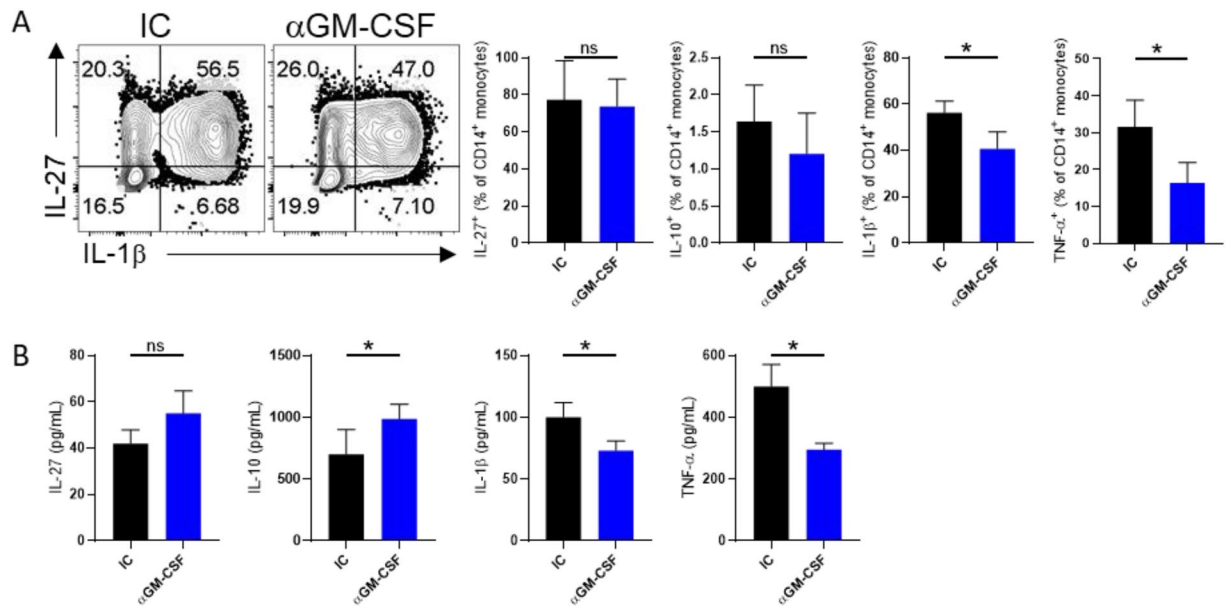 A
IC
αGM-CSF
IL-27
20.3
56.5
26.0
47.0
16.5
6.68
19.9
7.10
IL-1β
IL-27⁺ (% of CD14⁺ monocytes)
100
80
60
40
20
0
ns
IC
αGM-CSF
IL-10⁺ (% of CD14⁺ monocytes)
2.5
2.0
1.5
1.0
0.5
0.0
ns
IC
αGM-CSF
IL-1β⁺ (% of CD14⁺ monocytes)
80
60
40
20
0
*
IC
αGM-CSF
TNF-α⁺ (% of CD14⁺ monocytes)
50
40
30
20
10
0
*
IC
αGM-CSF
B
IL-27 (pg/mL)
80
60
40
20
0
ns
IC
αGM-CSF
IL-10 (pg/mL)
1500
1000
500
0
*
IC
αGM-CSF
IL-1β (pg/mL)
150
100
50
0
*
IC
αGM-CSF
TNF-α (pg/mL)
600
400
200
0
*
IC
αGM-CSF